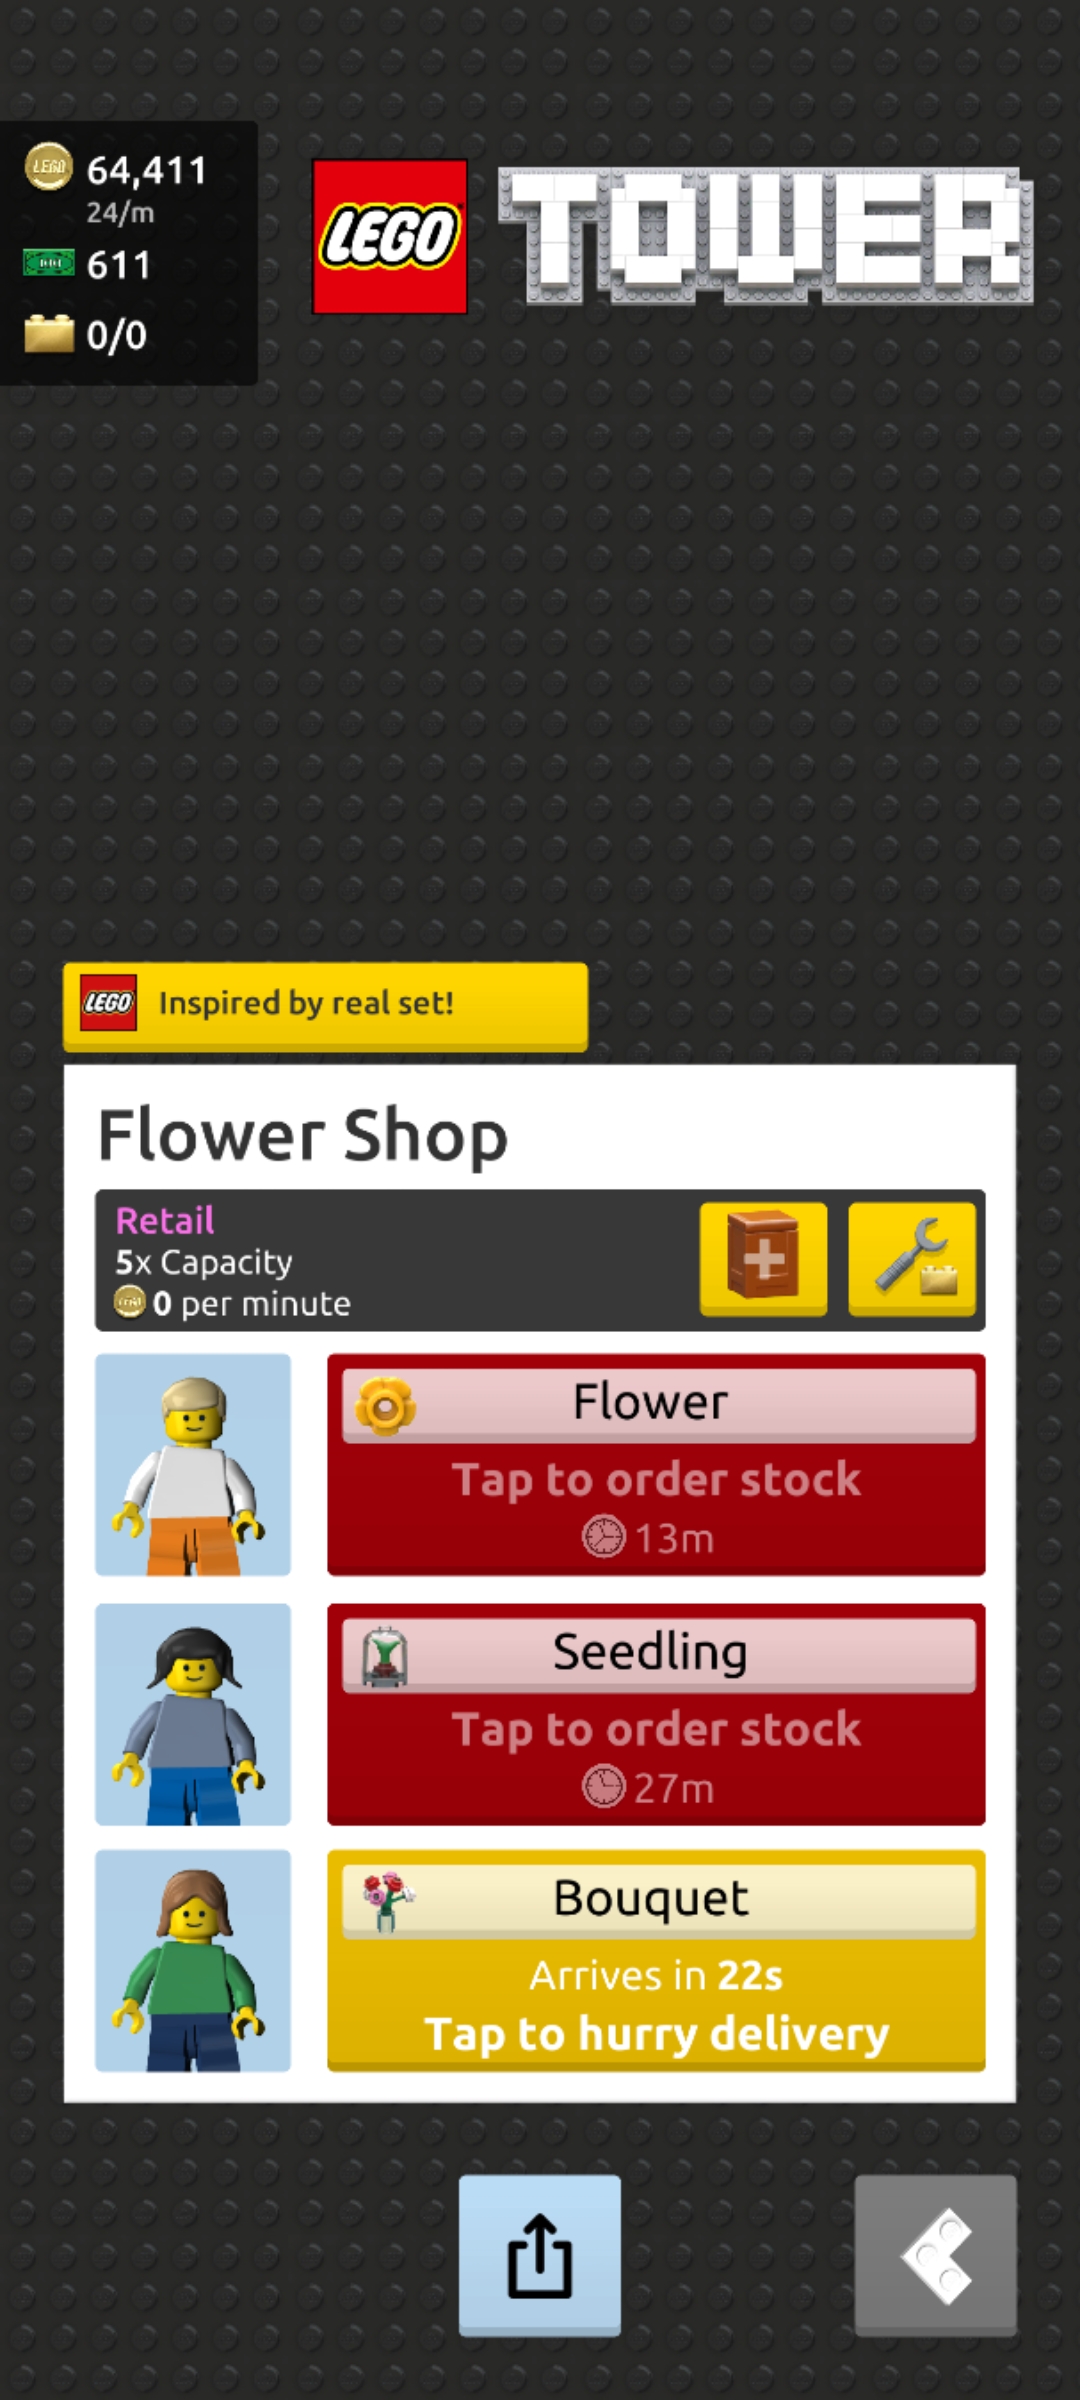 64,411
24/m
611
0/0
LEGO TOWER
LEGO
Inspired by real set!
Flower Shop
Retail
5x Capacity
0 per minute
Flower
Tap to order stock
13m
Seedling
Tap to order stock
27m
Bouquet
Arrives in 22s
Tap to hurry delivery